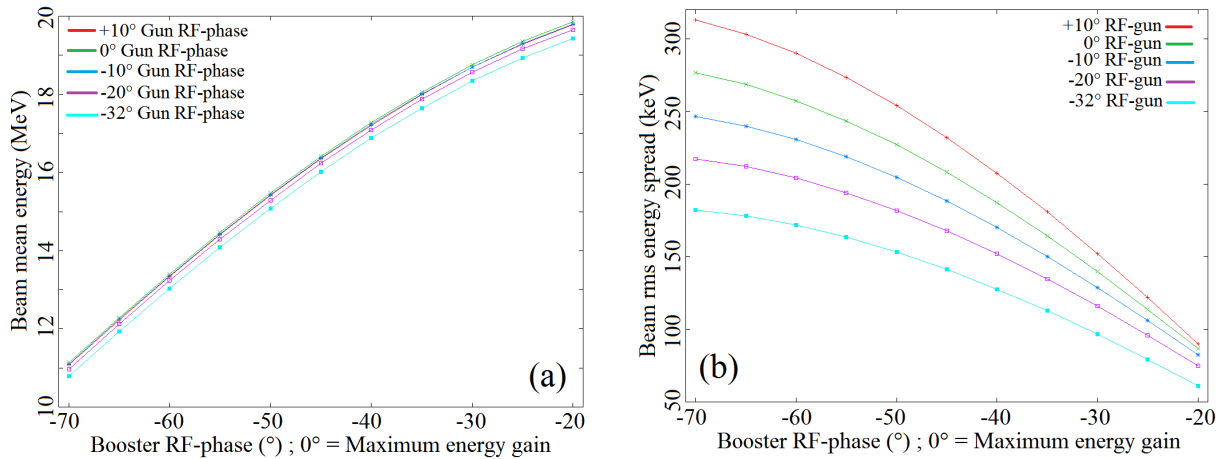 +10° Gun RF-phase
0° Gun RF-phase
-10° Gun RF-phase
-20° Gun RF-phase
-32° Gun RF-phase
Beam mean energy (MeV)
20
18
16
14
12
10
(a)
-70 -60 -50 -40 -30 -20
Booster RF-phase (°) ; 0° = Maximum energy gain
+10° RF-gun
0° RF-gun
-10° RF-gun
-20° RF-gun
-32° RF-gun
Beam rms energy spread (keV)
300
250
200
150
100
50
(b)
-70 -60 -50 -40 -30 -20
Booster RF-phase (°) ; 0° = Maximum energy gain